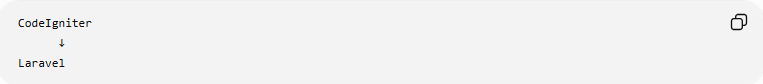 CodeIgniter
↓
Laravel